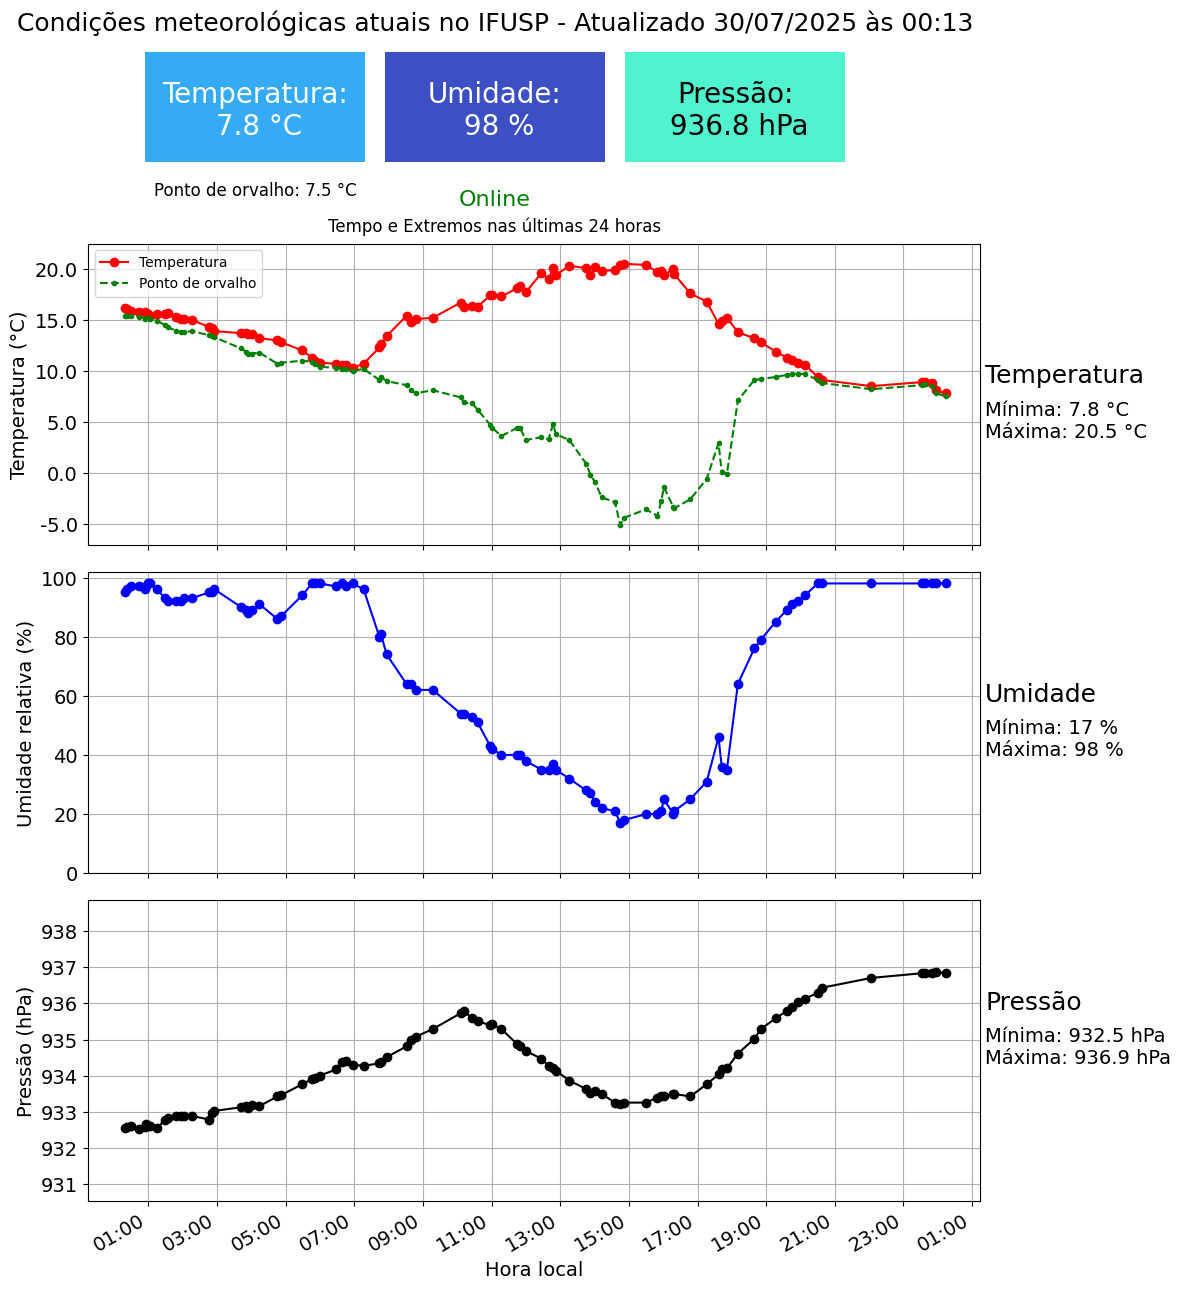 Condições meteorológicas atuais no IFUSP - Atualizado 30/07/2025 às 00:13
Temperatura:
7.8 °C
Umidade:
98 %
Pressão:
936.8 hPa
Ponto de orvalho: 7.5 °C
Online
Tempo e Extremos nas últimas 24 horas
Temperatura
Ponto de orvalho
20.0
15.0
10.0
5.0
0.0
-5.0
Temperatura (°C)
Temperatura
Mínima: 7.8 °C
Máxima: 20.5 °C
100
80
60
40
20
0
Umidade relativa (%)
Umidade
Mínima: 17 %
Máxima: 98 %
938
937
936
935
934
933
932
931
Pressão (hPa)
Pressão
Mínima: 932.5 hPa
Máxima: 936.9 hPa
01:00
03:00
05:00
07:00
09:00
11:00
13:00
15:00
17:00
19:00
21:00
23:00
01:00
Hora local